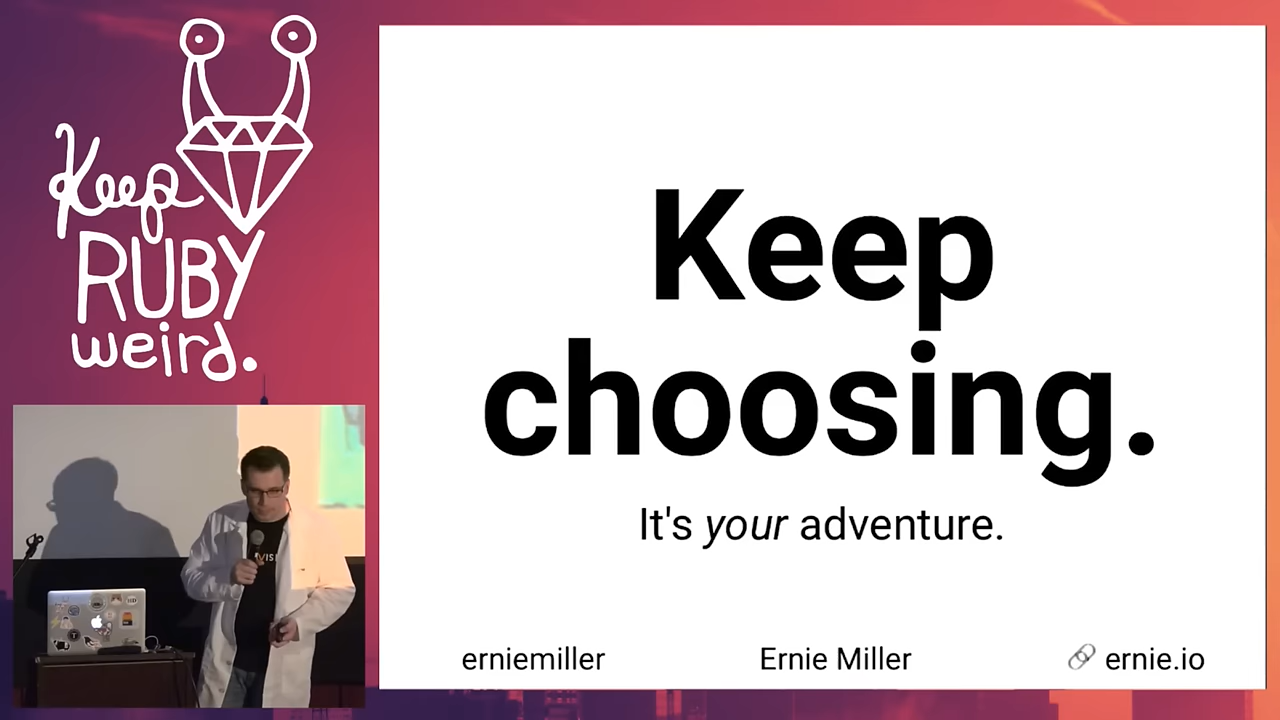 Keep
RUBY
weird.
Keep
choosing.
It's your adventure.
erniemiller
Ernie Miller
ernie.io